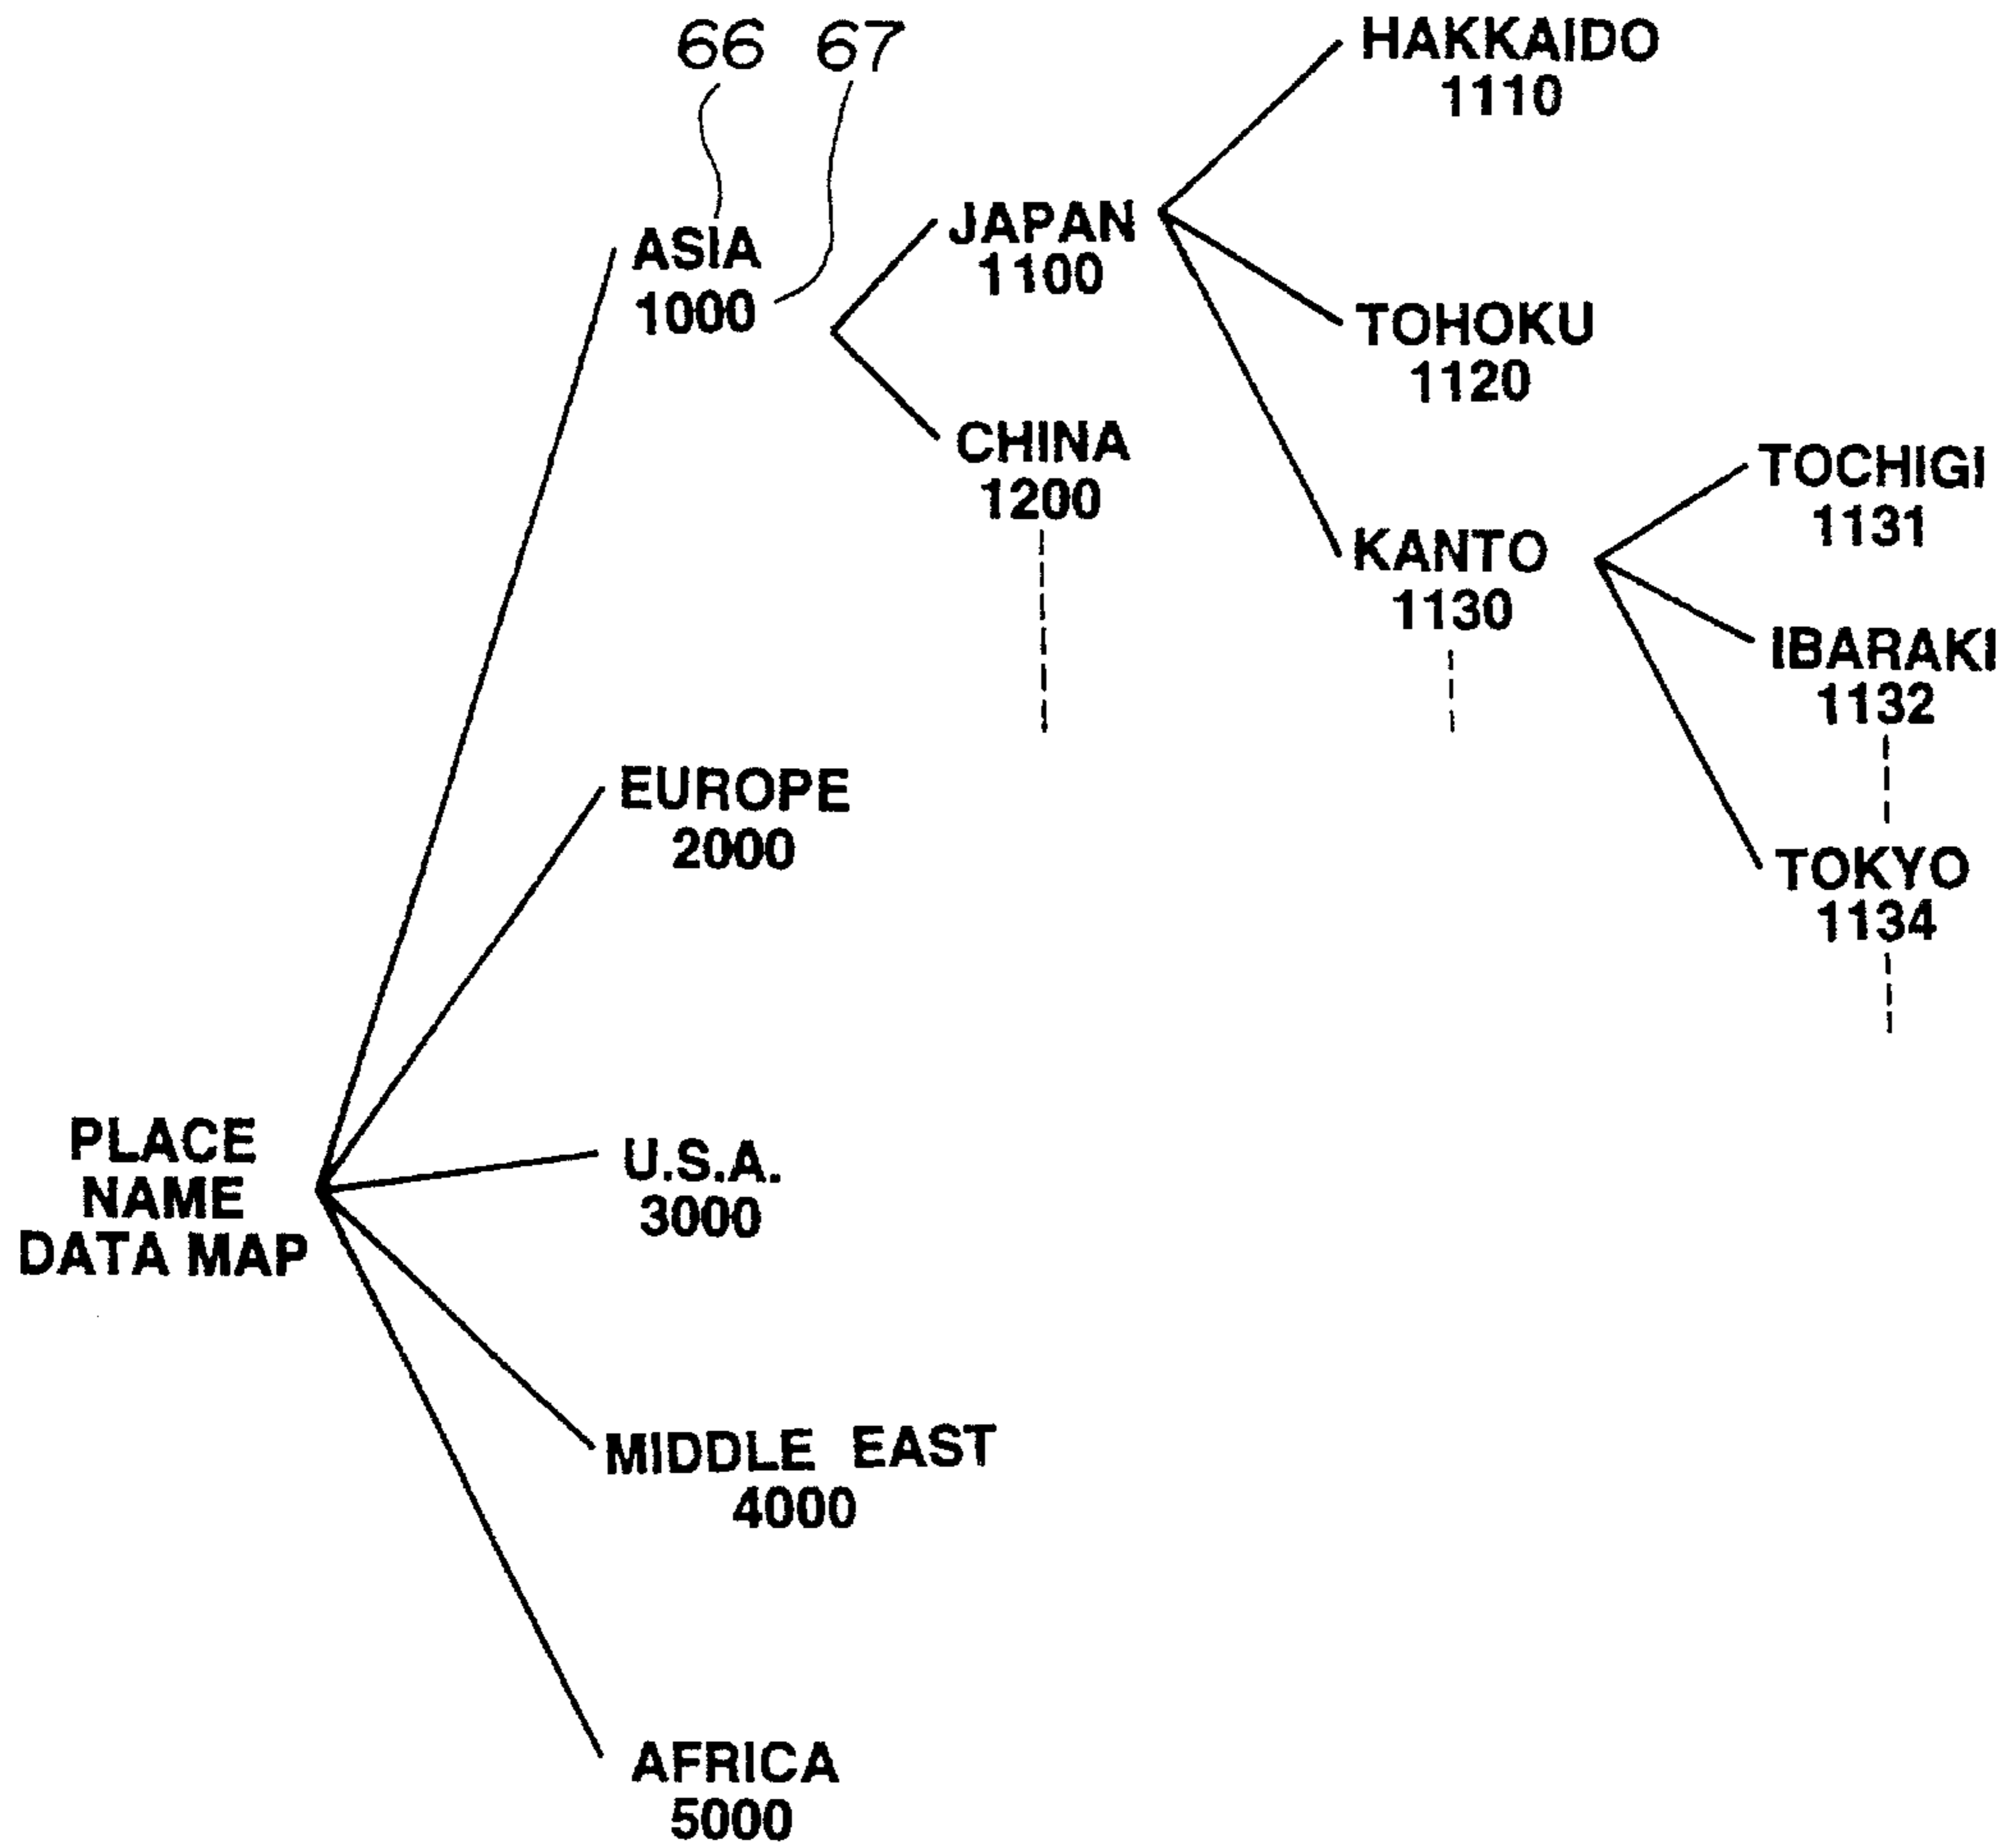 66 67
HAKKAIDO
1110
ASIA
1000
JAPAN
1100
TOHOKU
1120
CHINA
1200
KANTO
1130
TOCHIGI
1131
IBARAKI
1132
TOKYO
1134
EUROPE
2000
PLACE
NAME
DATA MAP
U.S.A.
3000
MIDDLE EAST
4000
AFRICA
5000